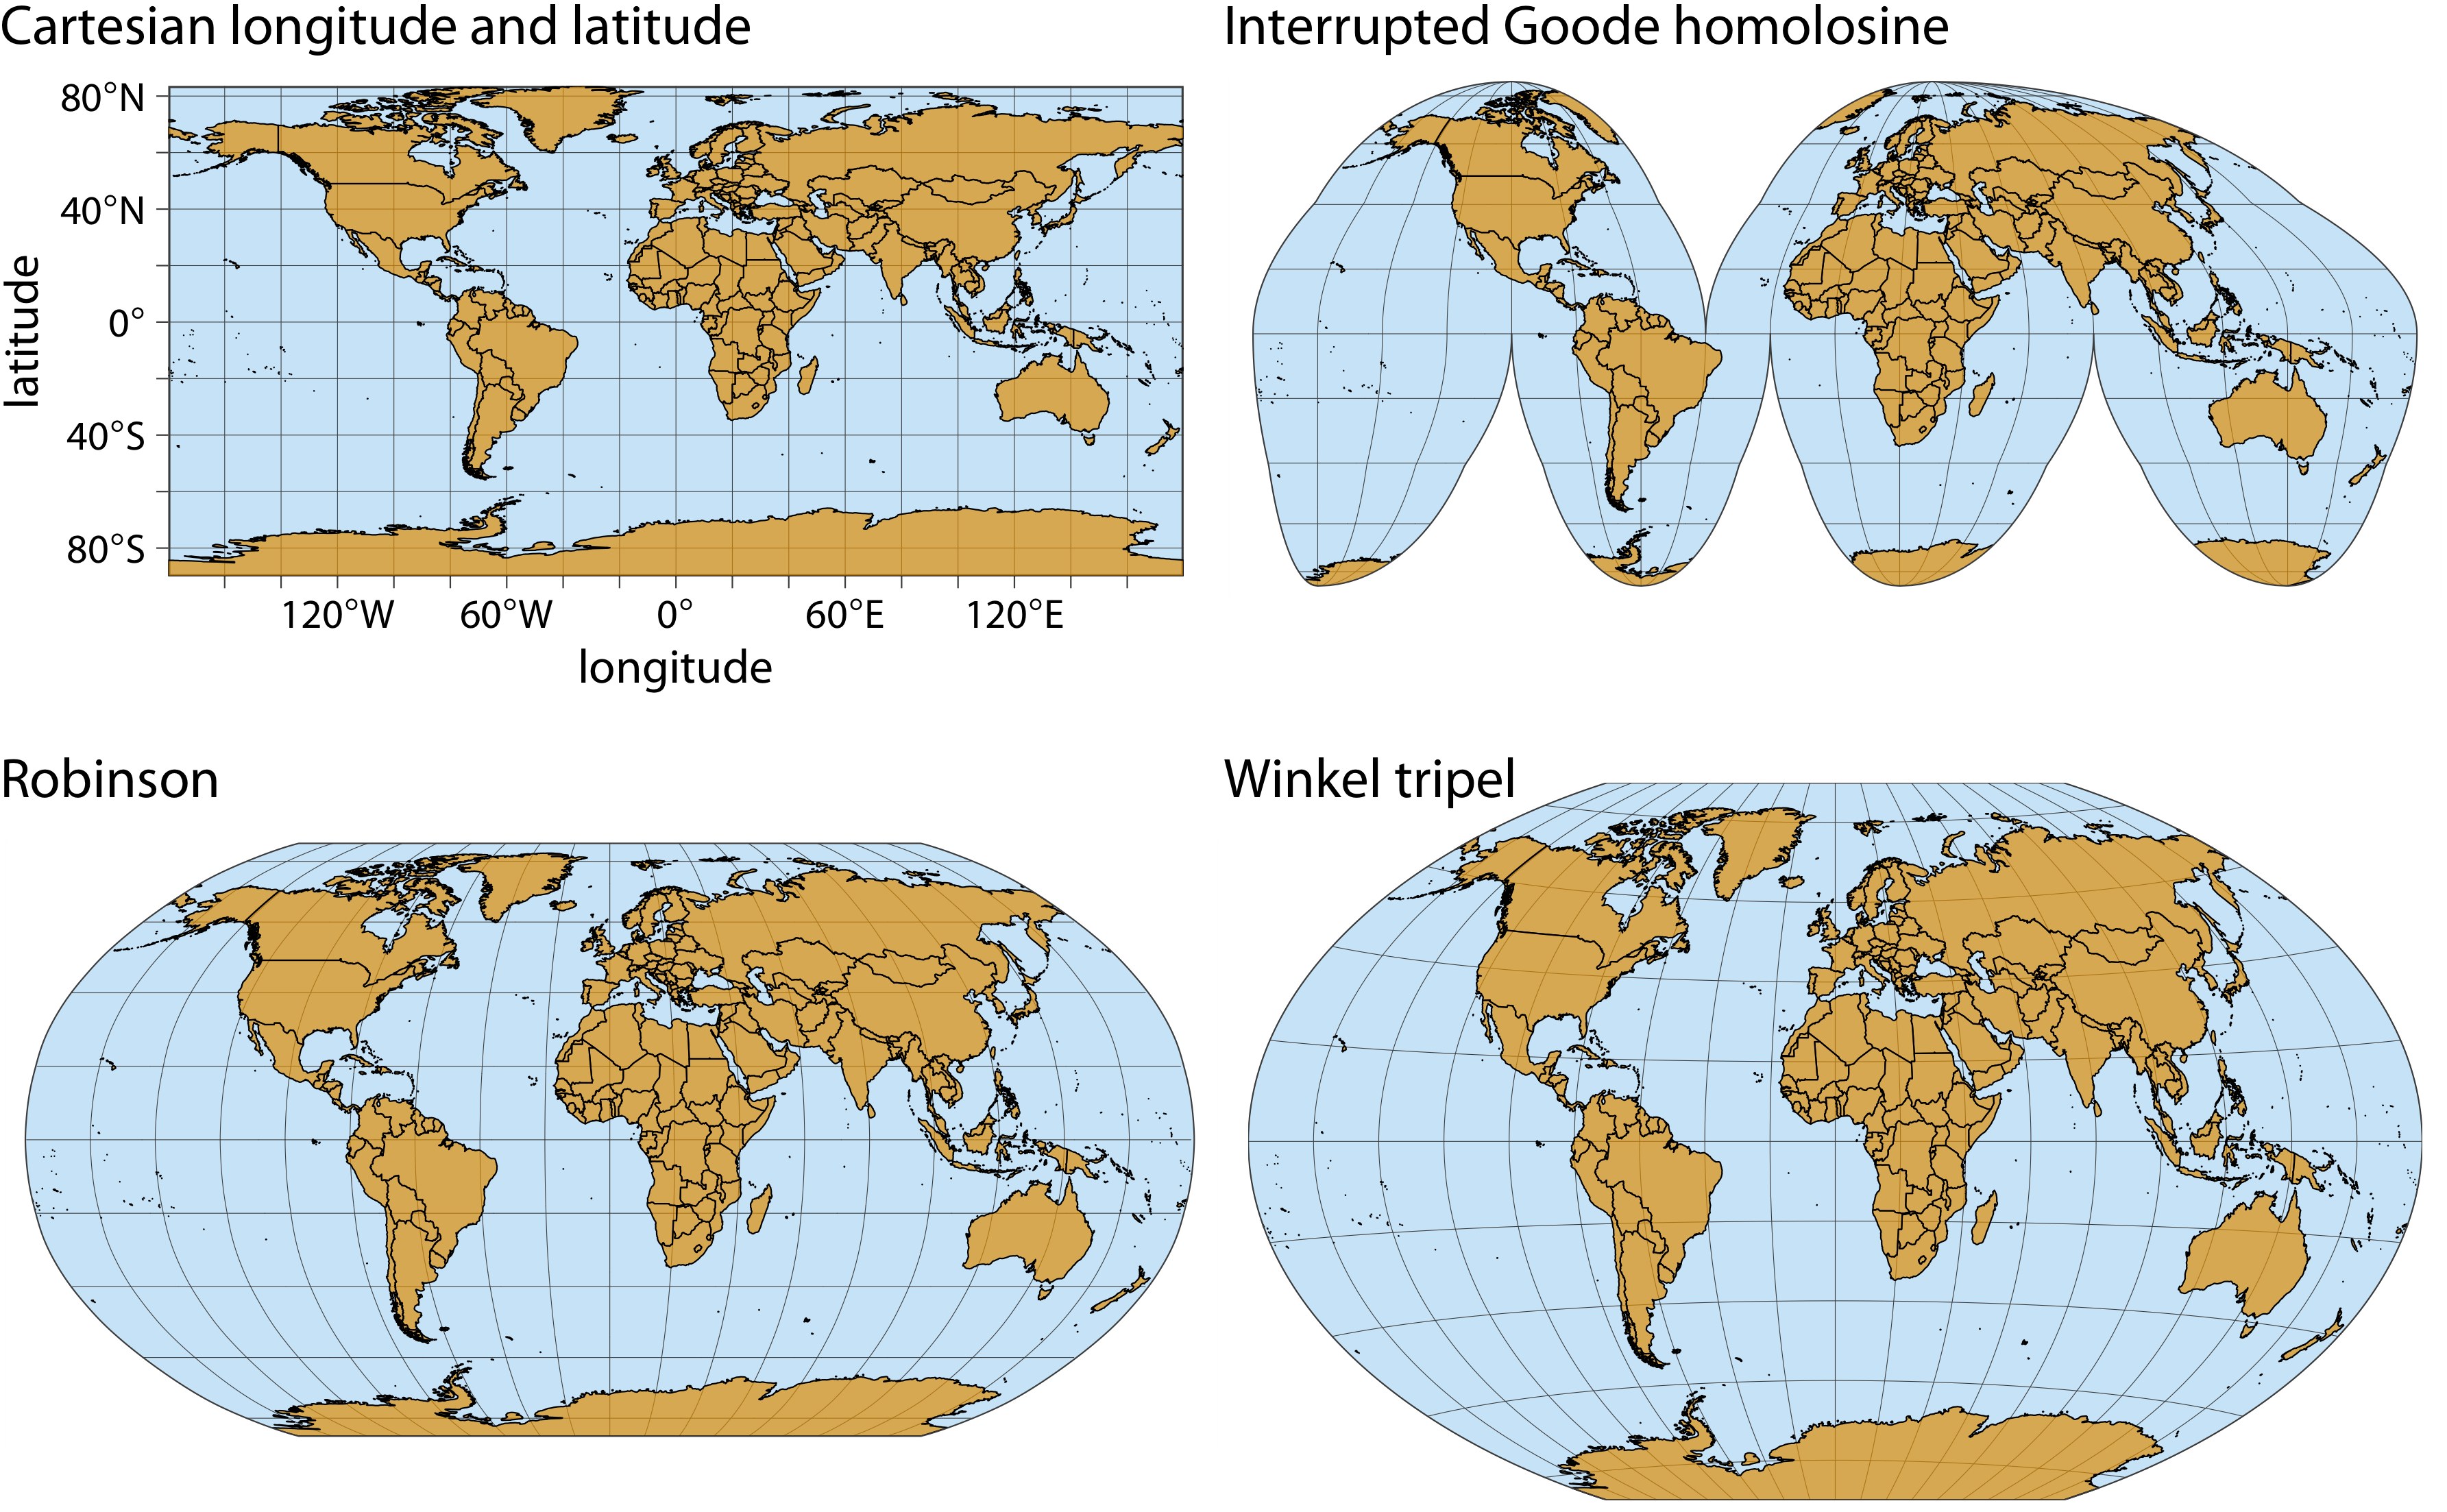 Cartesian longitude and latitude
80°N
40°N
0°
40°S
80°S
latitude
120°W 60°W 0° 60°E 120°E
longitude
Interrupted Goode homolosine
Robinson
Winkel tripel